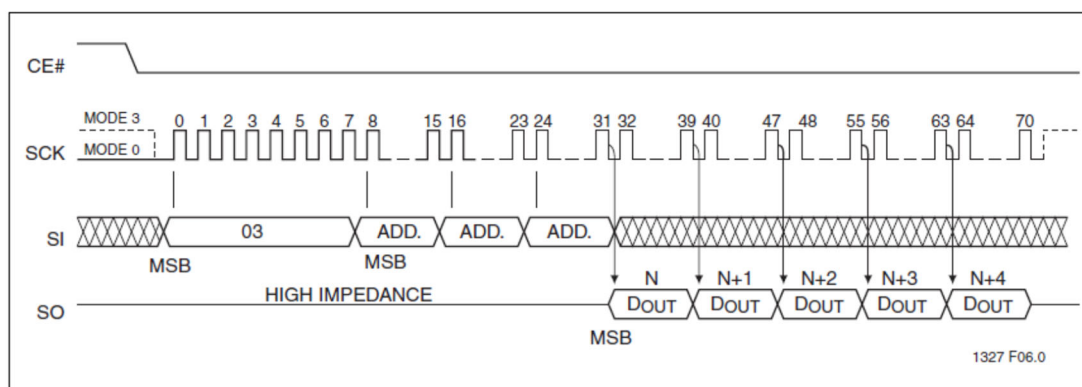 CE#
MODE 3 0 1 2 3 4 5 6 7 8 15 16 23 24 31 32 39 40 47 48 55 56 63 64 70
SCK MODE 0
SI 03 ADD. ADD. ADD.
MSB MSB
HIGH IMPEDANCE N N+1 N+2 N+3 N+4
SO DOUT DOUT DOUT DOUT DOUT
MSB
1327 F06.0